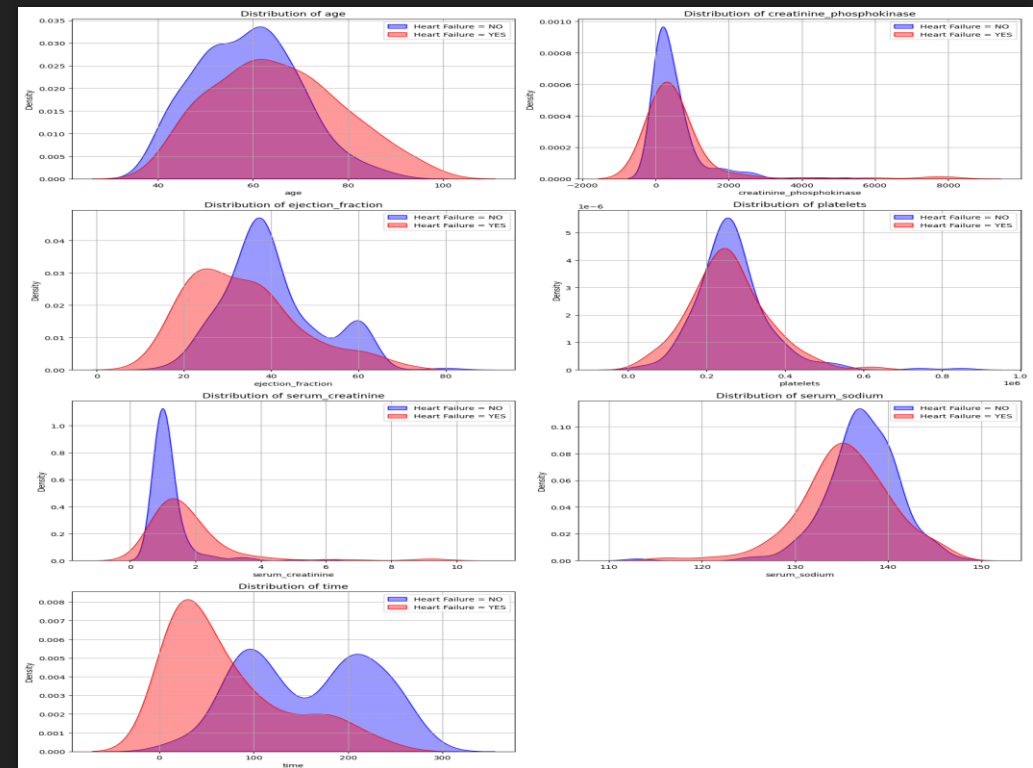 Distribution of age
Heart Failure = NO
Heart Failure = YES
Density
0.035
0.030
0.025
0.020
0.015
0.010
0.005
0.000
40 60 80 100
age
Distribution of creatinine_phosphokinase
Heart Failure = NO
Heart Failure = YES
Density
0.0010
0.0008
0.0006
0.0004
0.0002
0.0000
−2000 0 2000 4000 6000 8000
creatinine_phosphokinase
Distribution of ejection_fraction
Heart Failure = NO
Heart Failure = YES
Density
0.04
0.03
0.02
0.01
0.00
0 20 40 60 80
ejection_fraction
1e−6
Distribution of platelets
Heart Failure = NO
Heart Failure = YES
Density
5
4
3
2
1
0
0.0 0.2 0.4 0.6 0.8 1.0
1e6
platelets
Distribution of serum_creatinine
Heart Failure = NO
Heart Failure = YES
Density
1.0
0.8
0.6
0.4
0.2
0.0
0 2 4 6 8 10
serum_creatinine
Distribution of serum_sodium
Heart Failure = NO
Heart Failure = YES
Density
0.10
0.08
0.06
0.04
0.02
0.00
110 120 130 140 150
serum_sodium
Distribution of time
Heart Failure = NO
Heart Failure = YES
Density
0.008
0.007
0.006
0.005
0.004
0.003
0.002
0.001
0.000
0 100 200 300
time